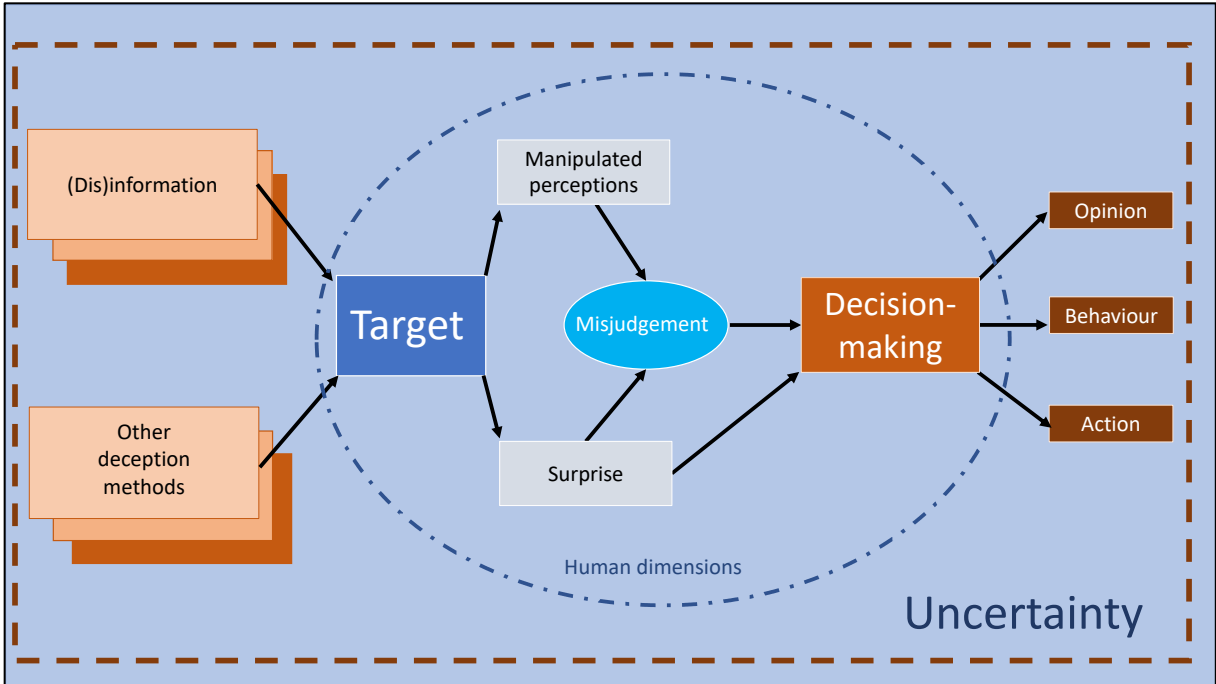 (Dis)information
Other
deception
methods
Target
Manipulated
perceptions
Misjudgement
Surprise
Decision-
making
Opinion
Behaviour
Action
Human dimensions
Uncertainty